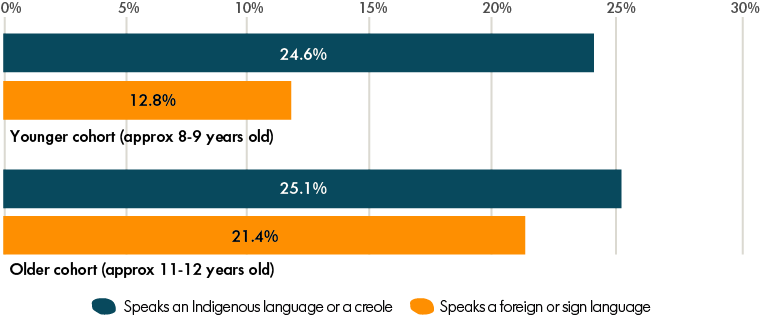 0% 5% 10% 15% 20% 25% 30%
24.6%
12.8%
Younger cohort (approx 8-9 years old)
25.1%
21.4%
Older cohort (approx 11-12 years old)
Speaks an Indigenous language or a creole Speaks a foreign or sign language